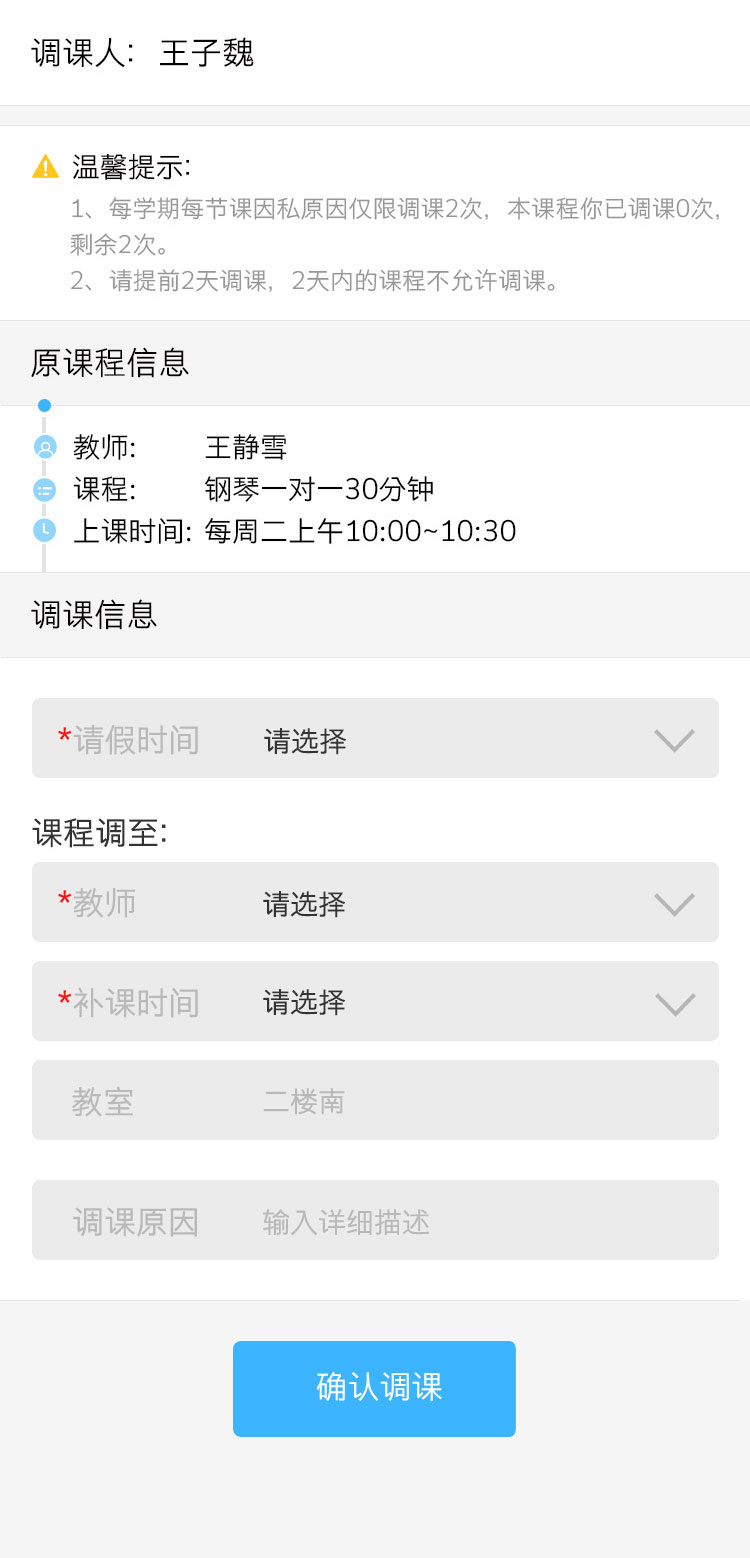 调课人: 王子魏
温馨提示:
1、每学期每节课因私原因仅限调课2次, 本课程你已调课0次,
剩余2次。
2、请提前2天调课, 2天内的课程不允许调课。
原课程信息
教师: 王静雪
课程: 钢琴一对一30分钟
上课时间: 每周二上午10:00~10:30
调课信息
*请假时间 请选择
课程调至:
*教师 请选择
*补课时间 请选择
教室 二楼南
调课原因 输入详细描述
确认调课